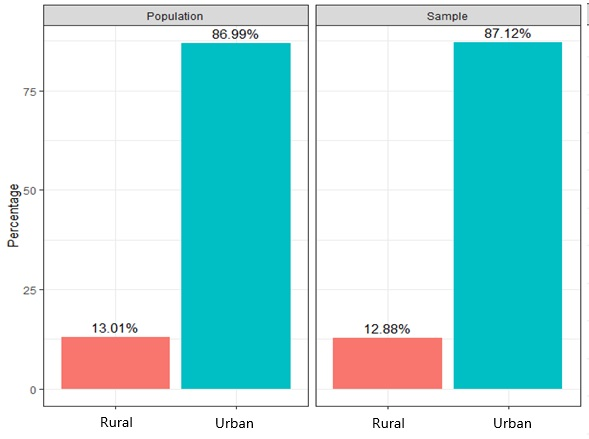 Population
Sample
Percentage
75
50
25
0
86.99%
13.01%
87.12%
12.88%
Rural
Urban
Rural
Urban